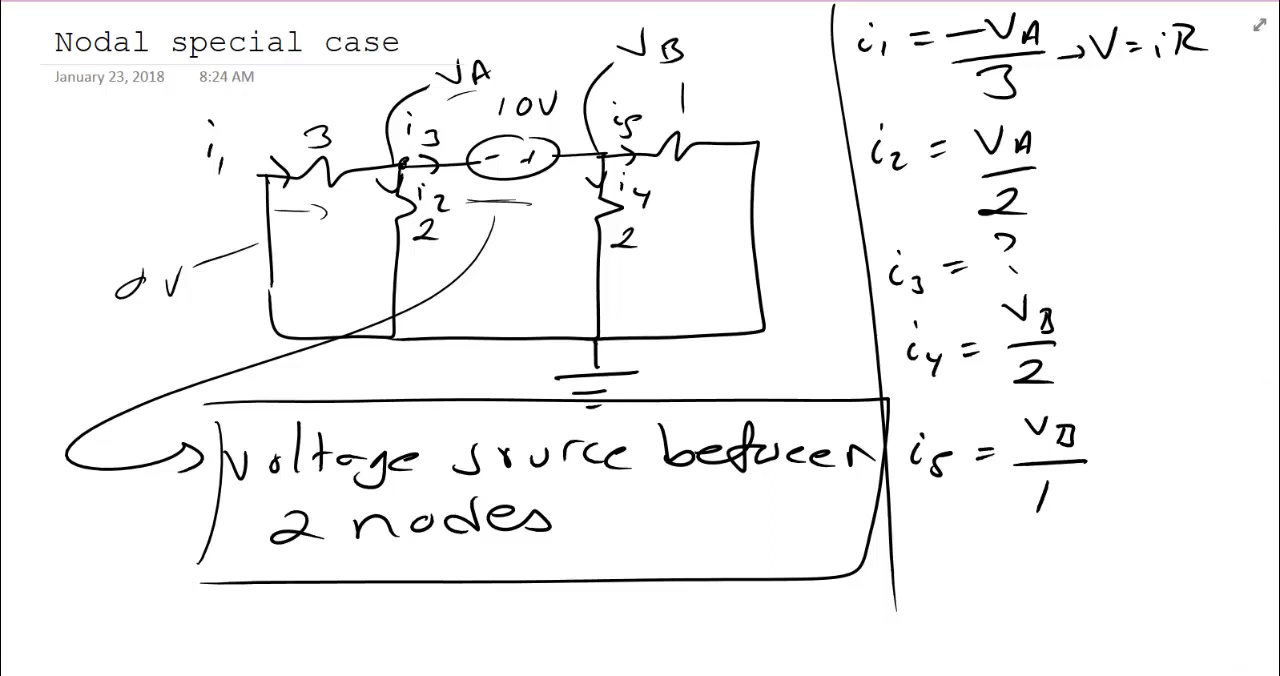 Nodal special case
January 23, 2018 8:24 AM
VA
VB
10V
i1
3
i3
i5
1
- +
i2
2
i4
2
0V
voltage source between
2 nodes
i1 = -VA/3 → V = iR
i2 = VA/2
i3 = ?
i4 = VB/2
i5 = VB/1